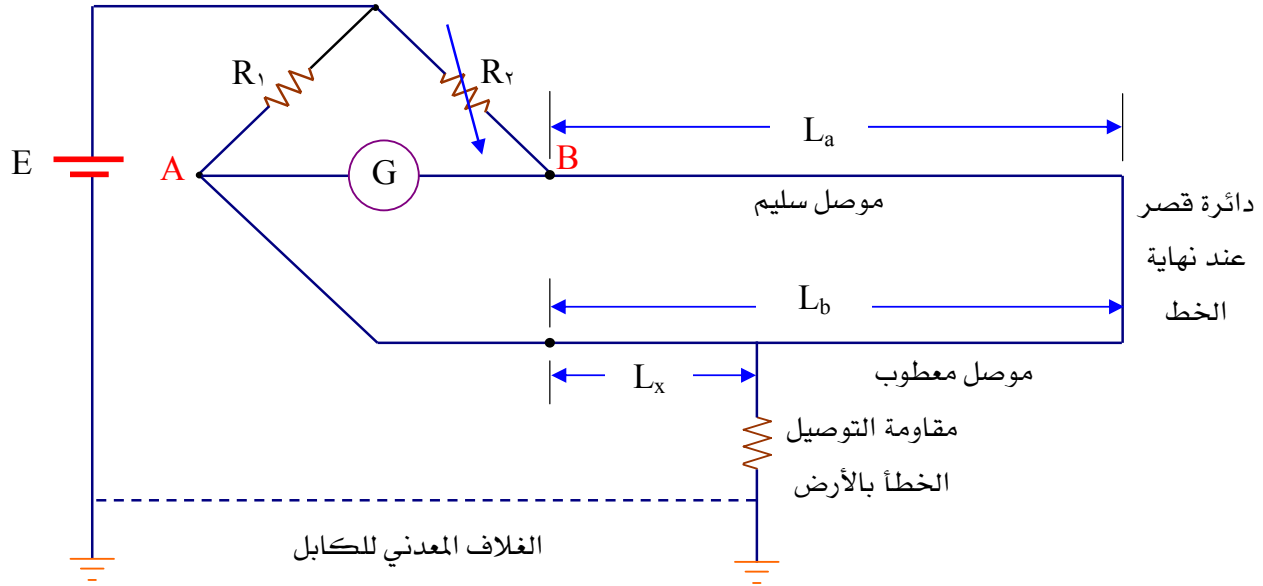 R١
R٢
E
A
G
B
La
موصل سليم
دائرة قصر
عند نهاية
الخط
Lb
Lx
موصل معطوب
مقاومة التوصيل
الخطأ بالأرض
الغلاف المعدني للكابل